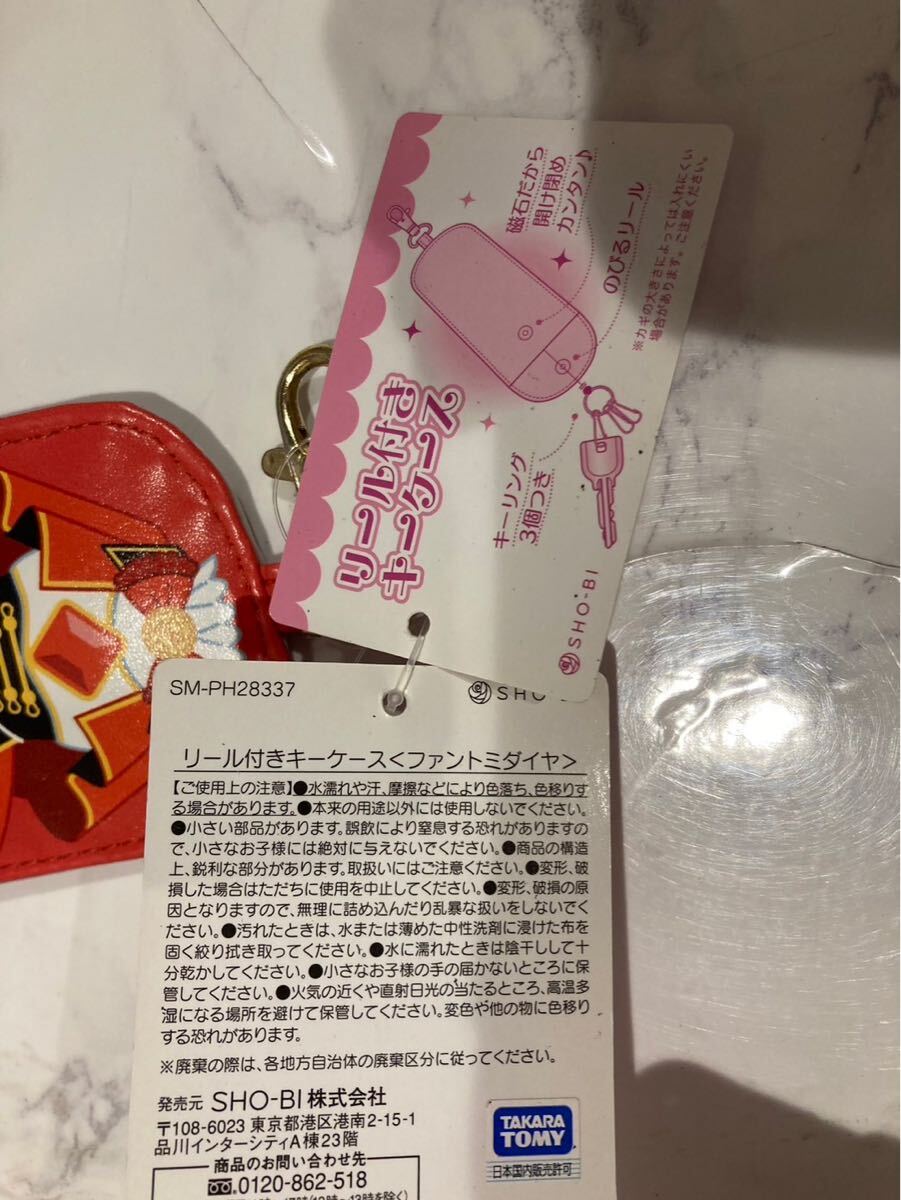 リール付き
キーケース
磁石だから
開け閉め
カンタン♪
のびるリール
※カギの大きさによっては入れにくい
場合があります。ご注意ください。
キーリング
3個つき
SHO-BI
SM-PH28337
SHO
リール付きキーケース<ファントミダイヤ>
【ご使用上の注意】●水濡れや汗、摩擦などにより色落ち、色移りす
る場合があります。●本来の用途以外には使用しないでください。
●小さい部品があります。誤飲により窒息する恐れがありますの
で、小さなお子様には絶対に与えないでください。●商品の構造
上、鋭利な部分があります。取扱いにはご注意ください。●変形、破
損した場合はただちに使用を中止してください。●変形、破損の原
因となりますので、無理に詰め込んだり乱暴な扱いをしないでく
ださい。●汚れたときは、水または薄めた中性洗剤に浸けた布を
固く絞り拭き取ってください。●水に濡れたときは陰干しして十
分乾かしてください。●小さなお子様の手の届かないところに保
管してください。●火気の近くや直射日光の当たるところ、高温多
湿になる場所を避けて保管してください。変色や他の物に色移り
する恐れがあります。
※廃棄の際は、各地方自治体の廃棄区分に従ってください。
発売元 SHO-BI株式会社
〒108-6023 東京都港区港南2-15-1
品川インターシティA棟23階
商品のお問い合わせ先
0120-862-518
TAKARA
TOMY
日本国内販売許可